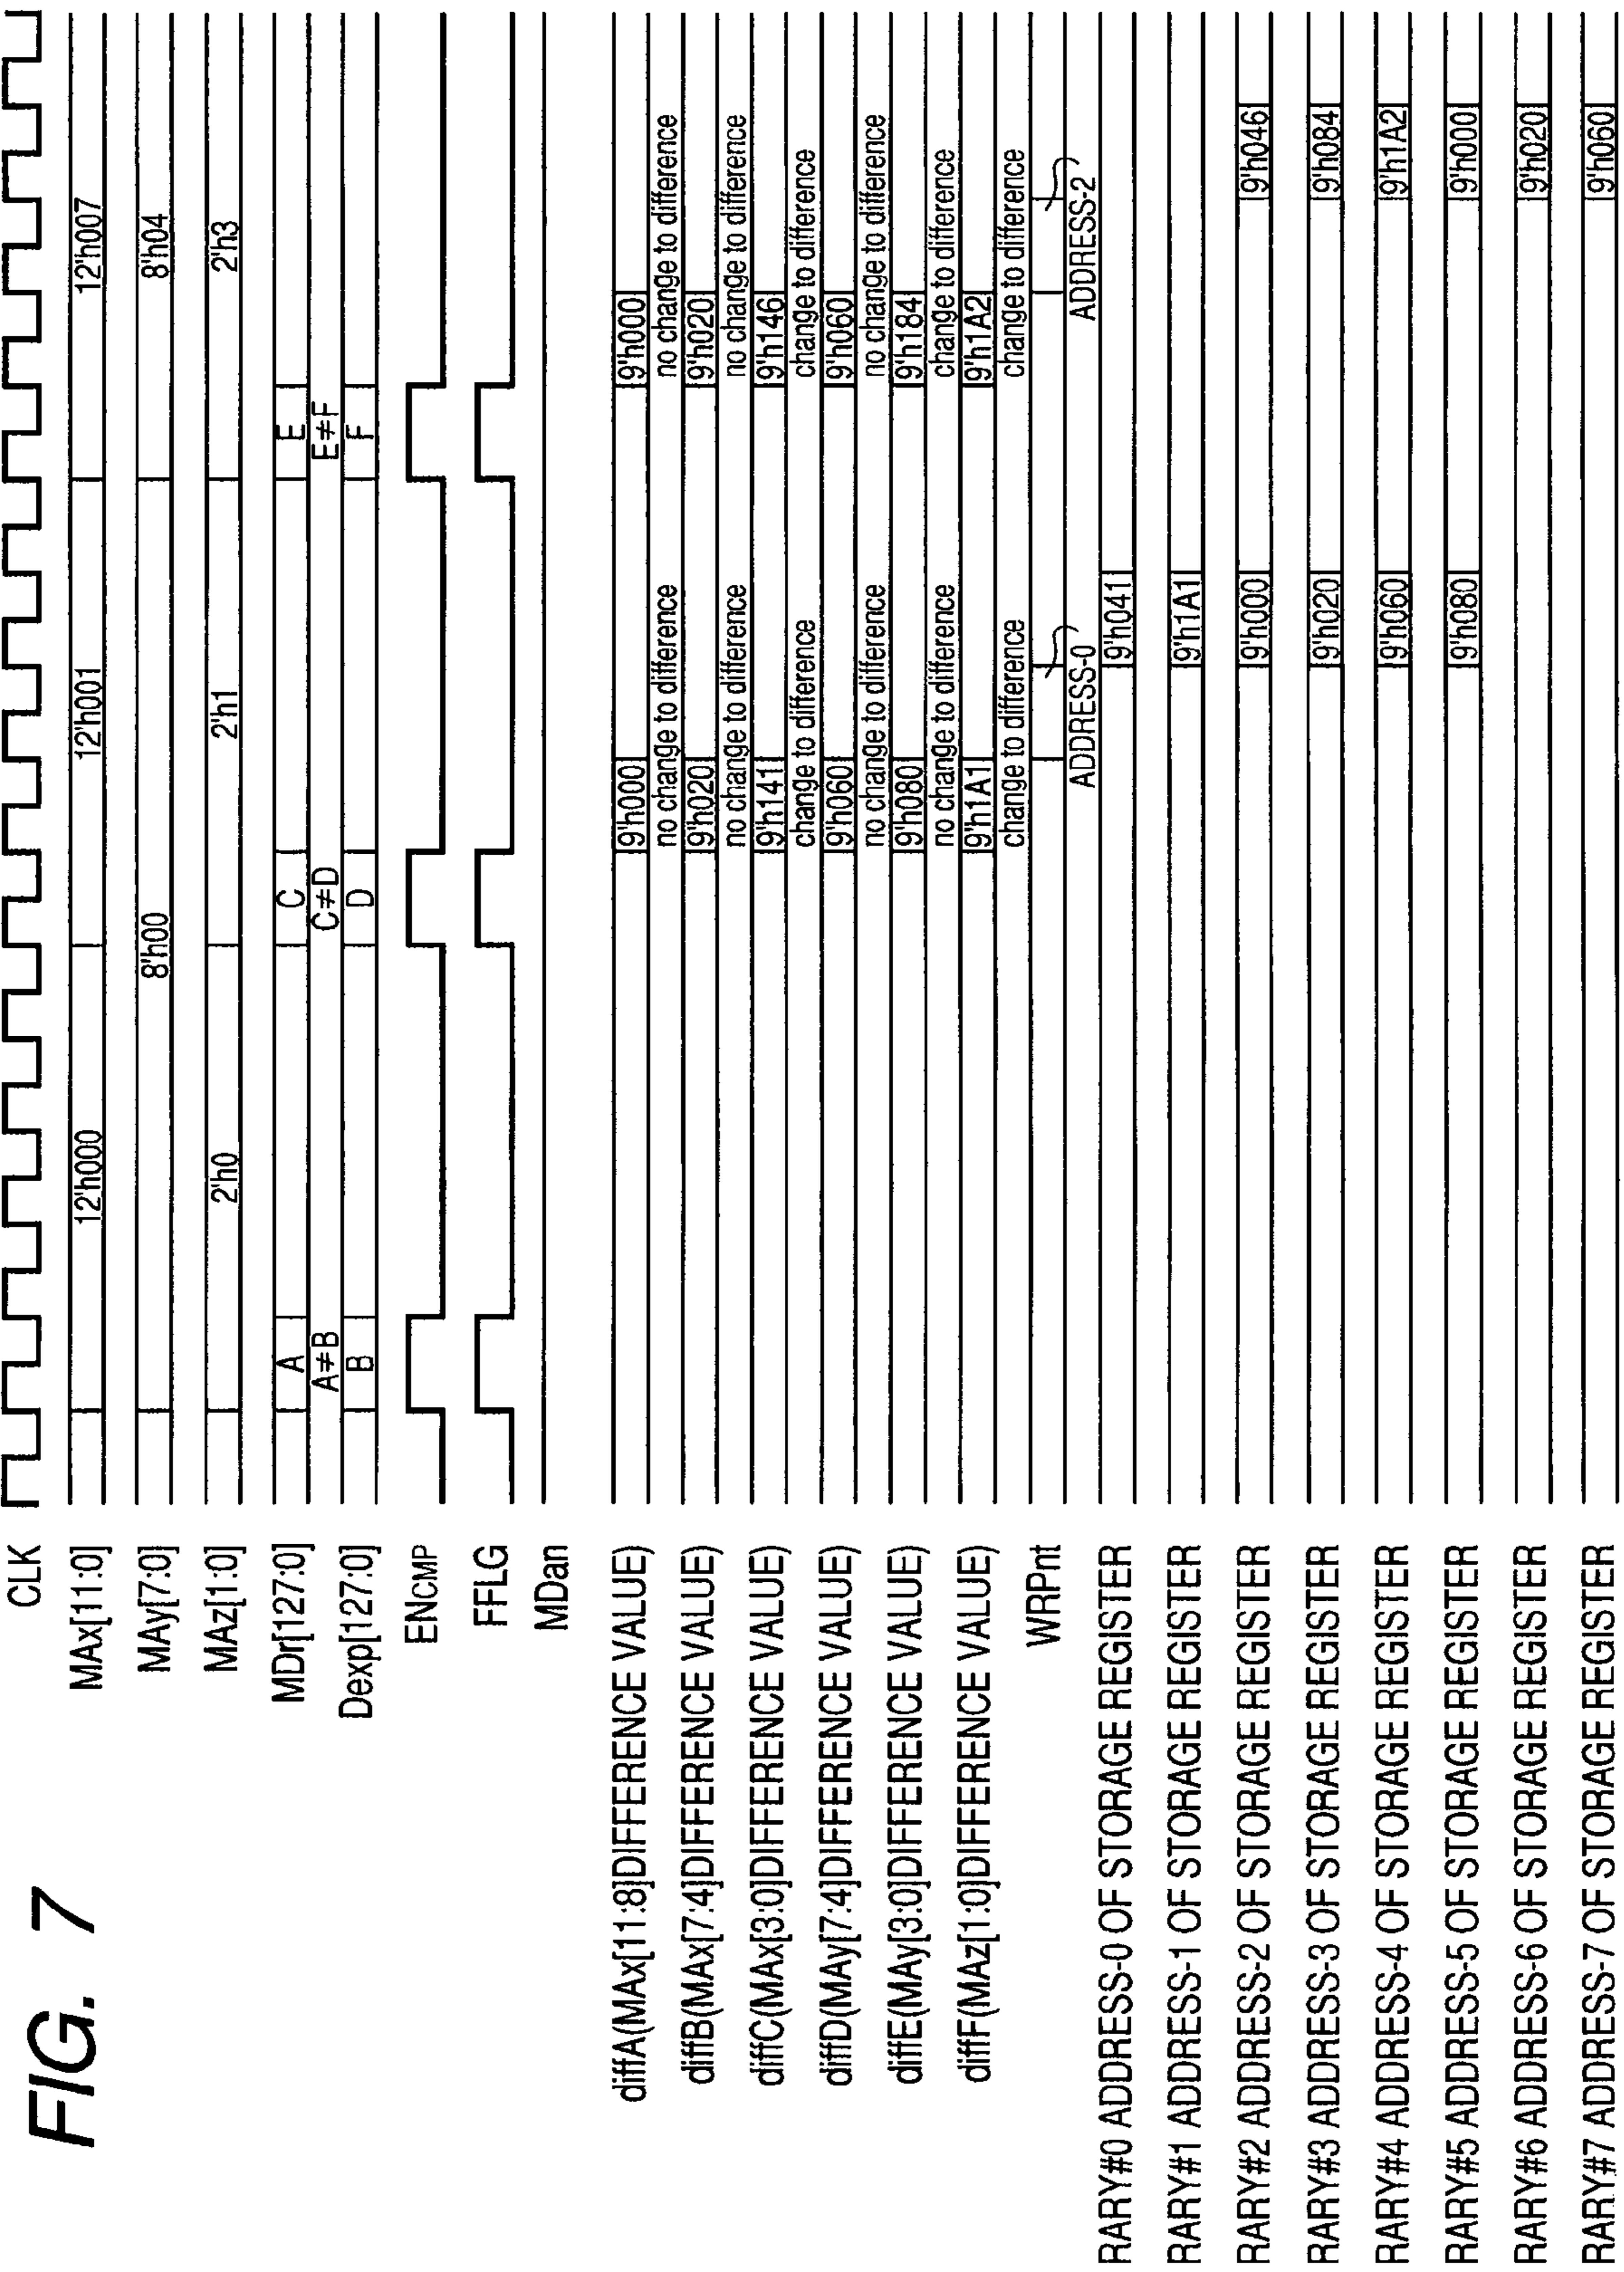 FIG. 7
CLK
MAx[11:0] 12'h000 12'h001 12'h007
MAy[7:0] 8'h00 8'h04
MAz[1:0] 2'h0 2'h1 2'h3
MDr[127:0] A C E
A≠B C≠D E≠F
Dexp[127:0] B D F
ENCMP
FFLG
MDan
diffA(MAx[11:8]DIFFERENCE VALUE) 9'h000 9'h000
no change to difference no change to difference
diffB(MAx[7:4]DIFFERENCE VALUE) 9'h020 9'h020
no change to difference no change to difference
diffC(MAx[3:0]DIFFERENCE VALUE) 9'h141 9'h146
change to difference change to difference
diffD(MAy[7:4]DIFFERENCE VALUE) 9'h060 9'h060
no change to difference no change to difference
diffE(MAy[3:0]DIFFERENCE VALUE) 9'h080 9'h184
no change to difference change to difference
diffF(MAz[1:0]DIFFERENCE VALUE) 9'h1A1 9'h1A2
change to difference change to difference
WRPnt
ADDRESS-0 ADDRESS-2
RARY#0 ADDRESS-0 OF STORAGE REGISTER 9'h041
RARY#1 ADDRESS-1 OF STORAGE REGISTER 9'h1A1
RARY#2 ADDRESS-2 OF STORAGE REGISTER 9'h000 9'h046
RARY#3 ADDRESS-3 OF STORAGE REGISTER 9'h020 9'h084
RARY#4 ADDRESS-4 OF STORAGE REGISTER 9'h060 9'h1A2
RARY#5 ADDRESS-5 OF STORAGE REGISTER 9'h080 9'h000
RARY#6 ADDRESS-6 OF STORAGE REGISTER 9'h020
RARY#7 ADDRESS-7 OF STORAGE REGISTER 9'h060